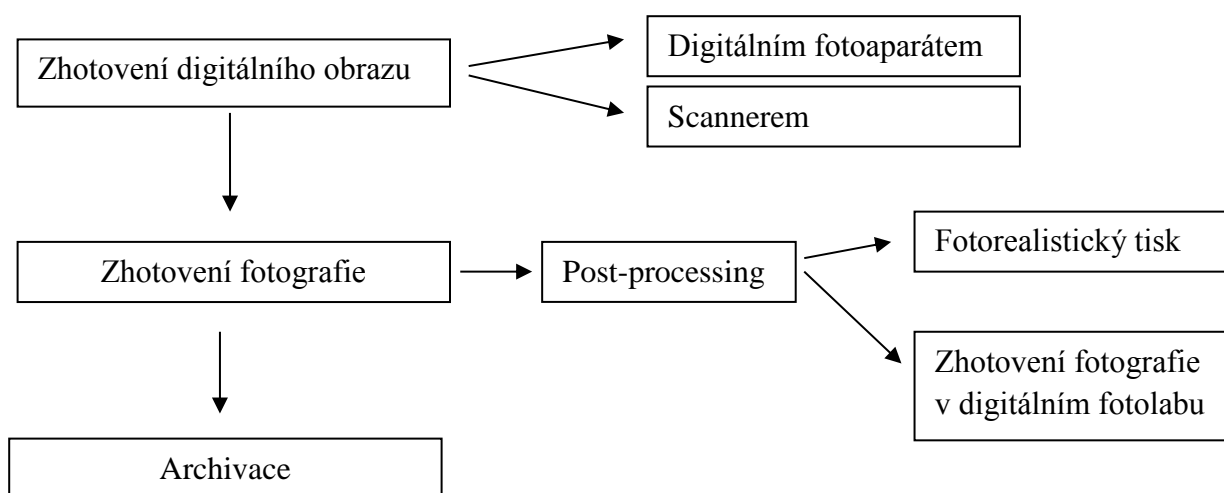 Zhotovení digitálního obrazu
Digitálním fotoaparátem
Scannerem
Zhotovení fotografie
Post-processing
Fotorealistický tisk
Zhotovení fotografie
v digitálním fotolabu
Archivace